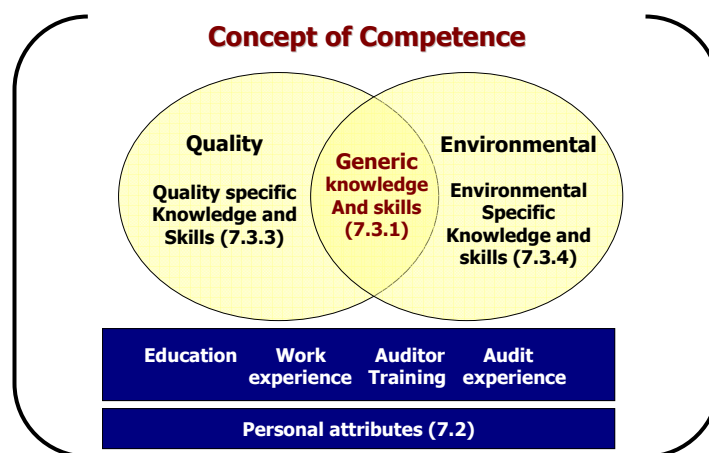 Concept of Competence
Quality
Quality specific
Knowledge and
Skills (7.3.3)
Generic
knowledge
And skills
(7.3.1)
Environmental
Environmental
Specific
Knowledge and
skills (7.3.4)
Education
Work
experience
Auditor
Training
Audit
experience
Personal attributes (7.2)